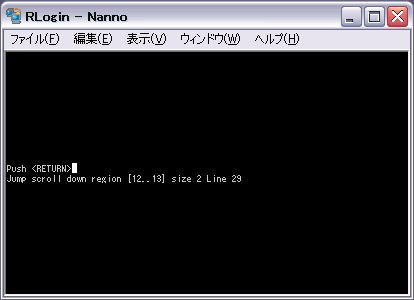 RLogin - Nanno
ファイル(F) 編集(E) 表示(V) ウィンドウ(W) ヘルプ(H)
Push <RETURN>
Jump scroll down region [12..13] size 2 Line 29